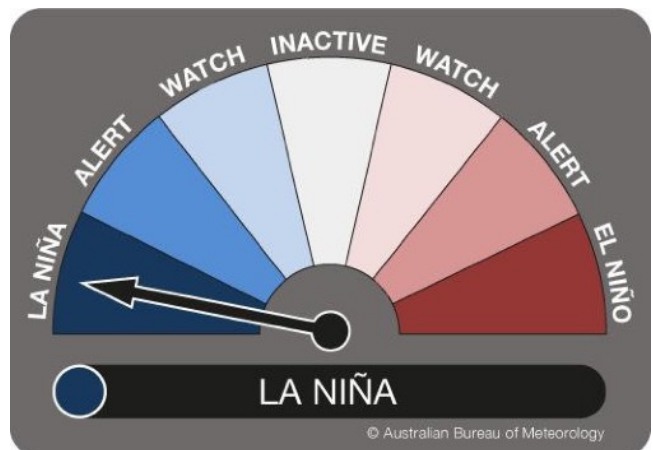 LA NIÑA
ALERT
WATCH
INACTIVE
WATCH
ALERT
EL NIÑO
LA NIÑA
© Australian Bureau of Meteorology